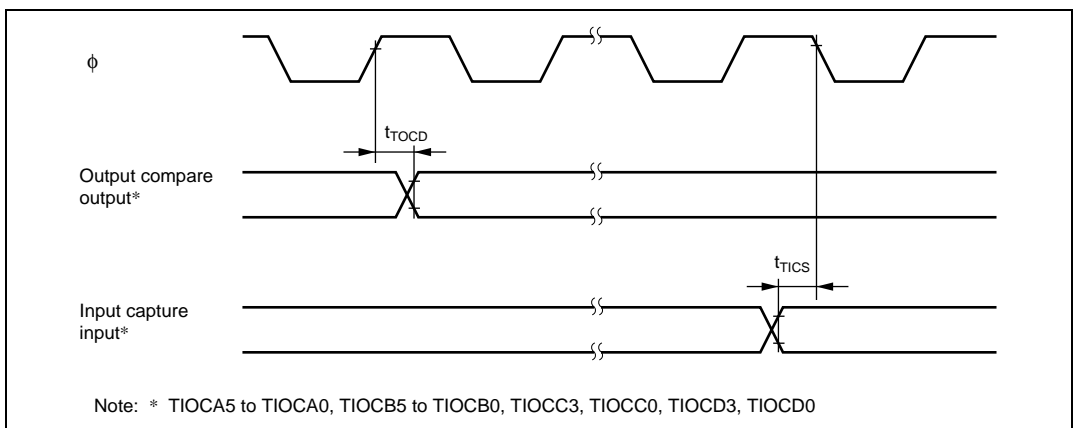 ϕ
tTOCD
Output compare
output*
tTICS
Input capture
input*
Note: * TIOCA5 to TIOCA0, TIOCB5 to TIOCB0, TIOCC3, TIOCC0, TIOCD3, TIOCD0